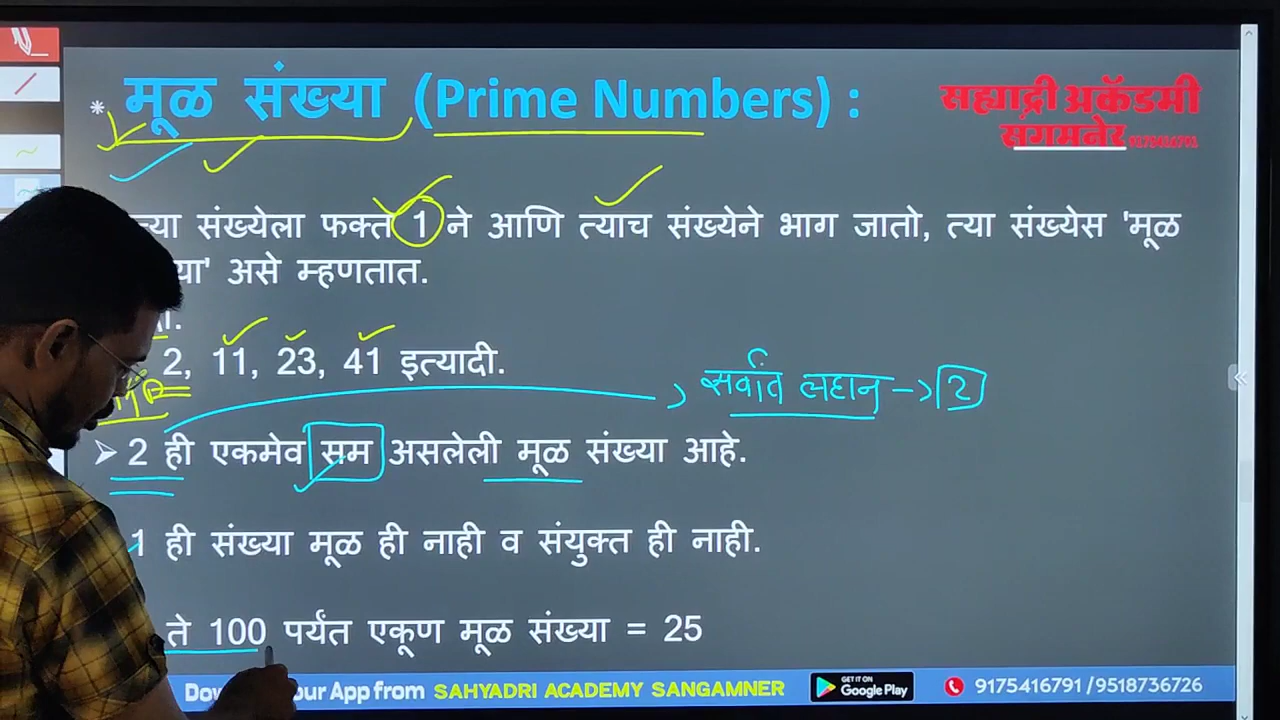 * मूळ संख्या (Prime Numbers) :
सह्याद्री अकॅडमी
संगमनेर 9175416791
संख्येला फक्त 1 ने आणि त्याच संख्येने भाग जातो, त्या संख्येस 'मूळ
असे म्हणतात.
2, 11, 23, 41 इत्यादी.
सर्वात लहान -> 2
➤ 2 ही एकमेव सम असलेली मूळ संख्या आहे.
1 ही संख्या मूळ ही नाही व संयुक्त ही नाही.
ते 100 पर्यंत एकूण मूळ संख्या = 25
your App from SAHYADRI ACADEMY SANGAMNER
GET IT ON
Google Play
9175416791 /9518736726